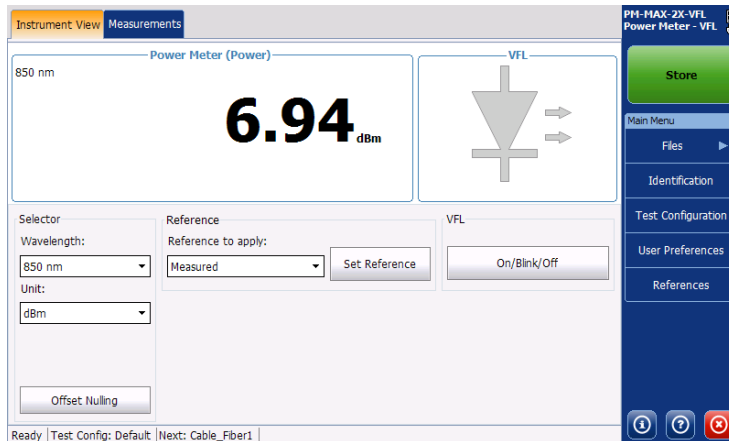 Instrument View Measurements
Power Meter (Power)
850 nm
6.94 dBm
VFL
Selector
Wavelength:
850 nm
Unit:
dBm
Offset Nulling
Reference
Reference to apply:
Measured
Set Reference
VFL
On/Blink/Off
Ready Test Config: Default Next: Cable_Fiber1
PM-MAX-2X-VFL
Power Meter - VFL
Store
Main Menu
Files
Identification
Test Configuration
User Preferences
References